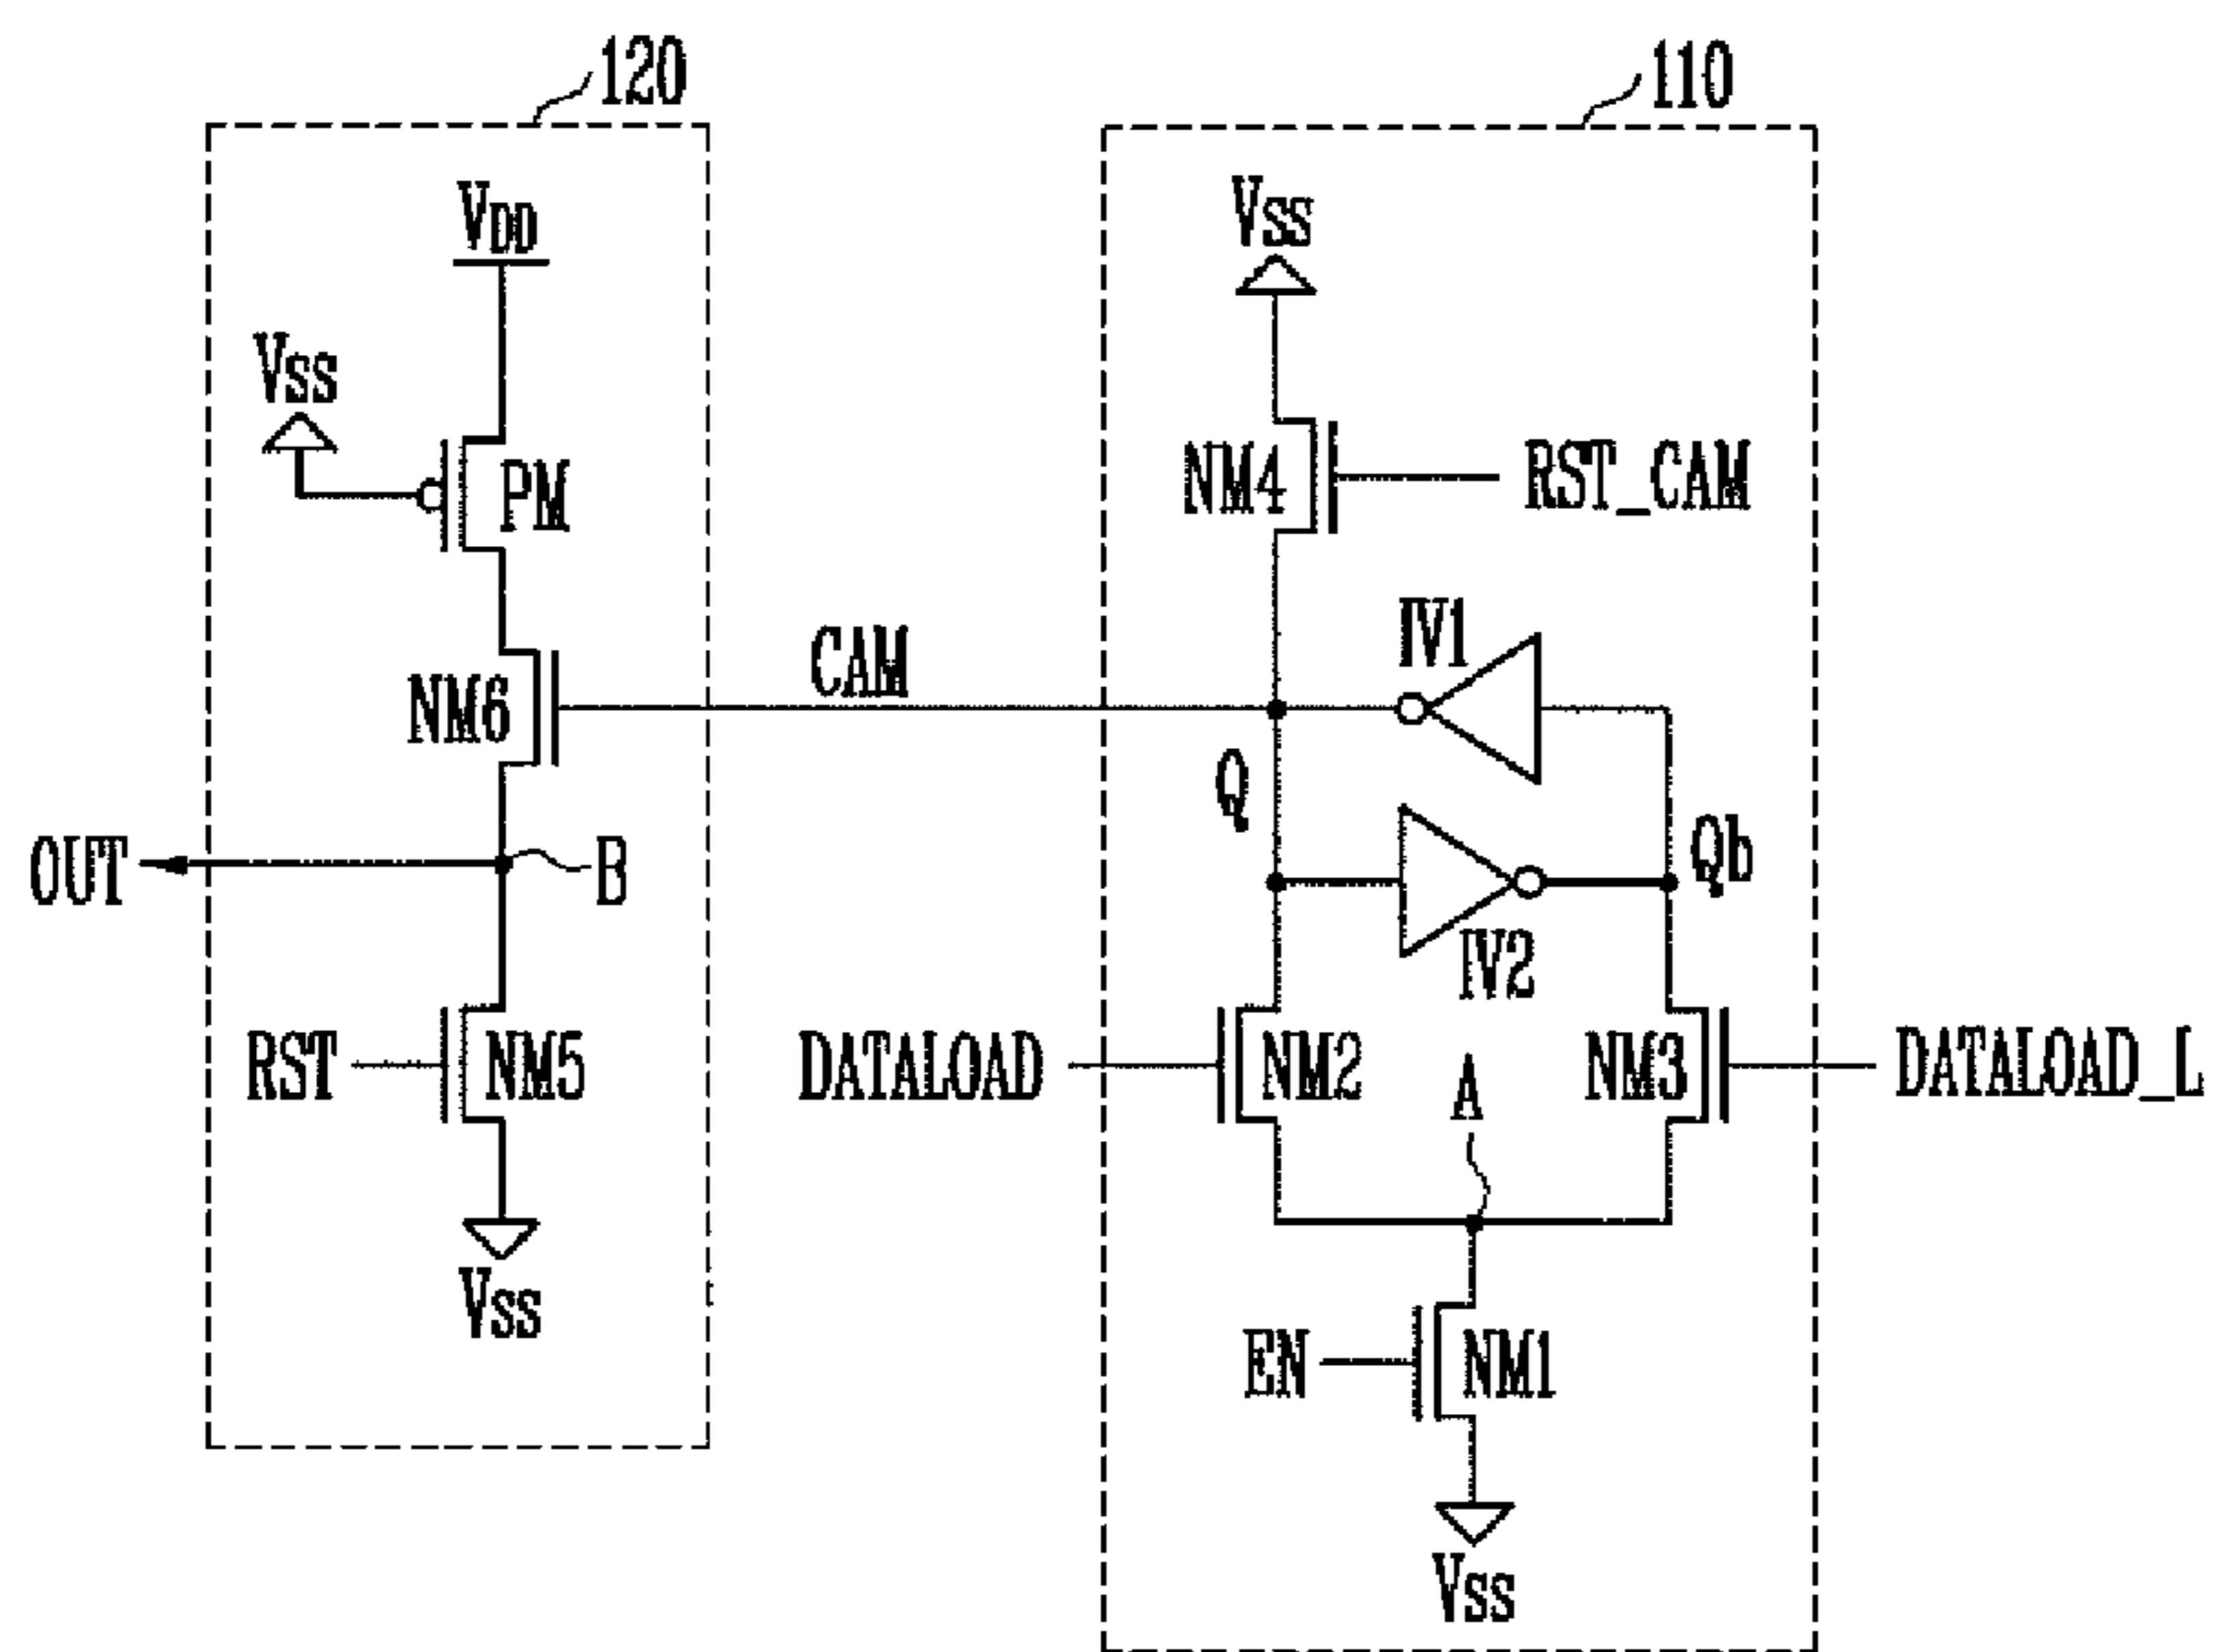 120
110
VDD
VSS
VSS
PM
NM4
RST_CAM
IV1
CAM
NM6
Q
Qb
OUT
B
IV2
RST
NM5
DATALOAD
NM2
A
NM3
DATALOAD_L
VSS
EN
NM1
VSS